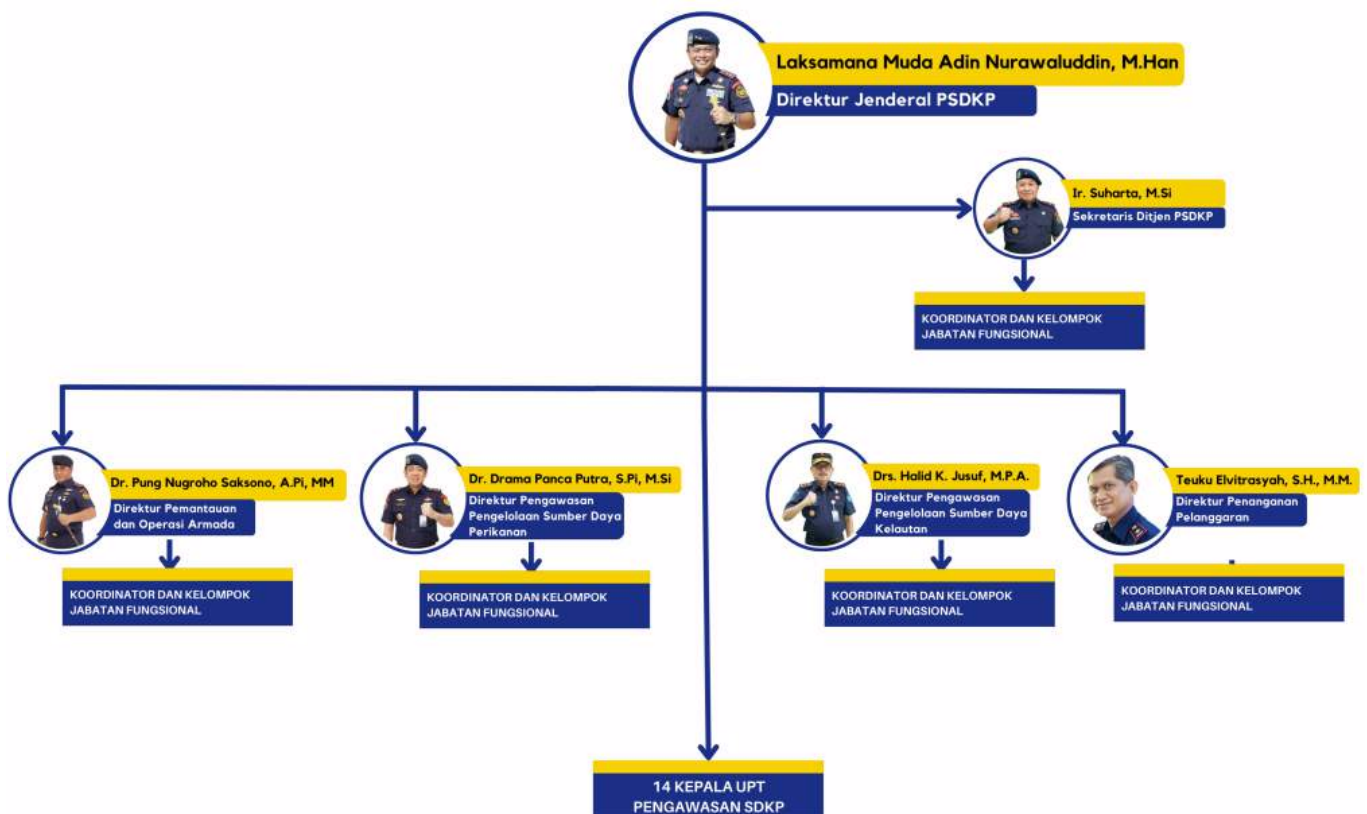 Laksamana Muda Adin Nurawaluddin, M.Han
Direktur Jenderal PSDKP
Ir. Suharta, M.Si
Sekretaris Ditjen PSDKP
KOORDINATOR DAN KELOMPOK
JABATAN FUNGSIONAL
Dr. Pung Nugroho Saksono, A.Pi, MM
Direktur Pemantauan
dan Operasi Armada
KOORDINATOR DAN KELOMPOK
JABATAN FUNGSIONAL
Dr. Drama Panca Putra, S.Pi, M.Si
Direktur Pengawasan
Pengelolaan Sumber Daya
Perikanan
KOORDINATOR DAN KELOMPOK
JABATAN FUNGSIONAL
Drs. Halid K. Jusuf, M.P.A.
Direktur Pengawasan
Pengelolaan Sumber Daya
Kelautan
KOORDINATOR DAN KELOMPOK
JABATAN FUNGSIONAL
Teuku Elvitrasyah, S.H., M.M.
Direktur Penanganan
Pelanggaran
KOORDINATOR DAN KELOMPOK
JABATAN FUNGSIONAL
14 KEPALA UPT
PENGAWASAN SDKP